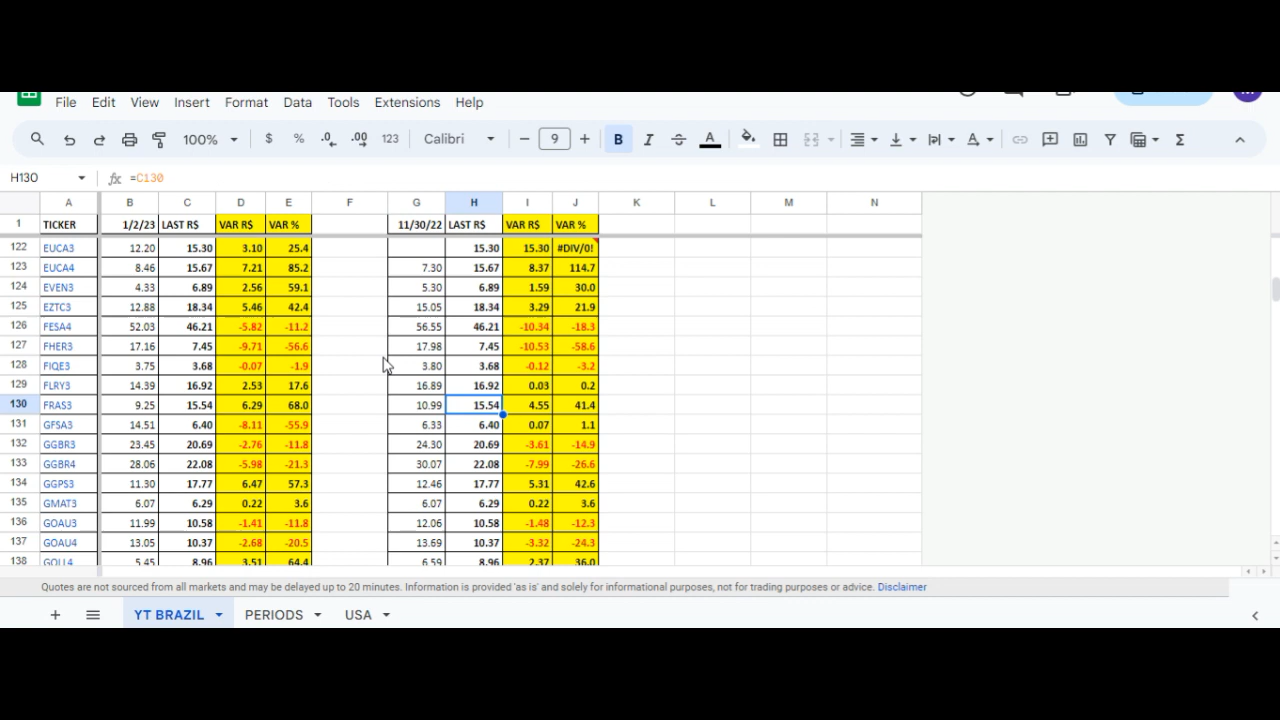 File Edit View Insert Format Data Tools Extensions Help
100% $ % .0 .00 123 Calibri - 9 + B I A Σ
H130 fx =C130
A B C D E F G H I J K L M N
1 TICKER 1/2/23 LAST R$ VAR R$ VAR % 11/30/22 LAST R$ VAR R$ VAR %
122 EUCA3 12.20 15.30 3.10 25.4 15.30 15.30 #DIV/0!
123 EUCA4 8.46 15.67 7.21 85.2 7.30 15.67 8.37 114.7
124 EVEN3 4.33 6.89 2.56 59.1 5.30 6.89 1.59 30.0
125 EZTC3 12.88 18.34 5.46 42.4 15.05 18.34 3.29 21.9
126 FESA4 52.03 46.21 -5.82 -11.2 56.55 46.21 -10.34 -18.3
127 FHER3 17.16 7.45 -9.71 -56.6 17.98 7.45 -10.53 -58.6
128 FIQE3 3.75 3.68 -0.07 -1.9 3.80 3.68 -0.12 -3.2
129 FLRY3 14.39 16.92 2.53 17.6 16.89 16.92 0.03 0.2
130 FRAS3 9.25 15.54 6.29 68.0 10.99 15.54 4.55 41.4
131 GFSA3 14.51 6.40 -8.11 -55.9 6.33 6.40 0.07 1.1
132 GGBR3 23.45 20.69 -2.76 -11.8 24.30 20.69 -3.61 -14.9
133 GGBR4 28.06 22.08 -5.98 -21.3 30.07 22.08 -7.99 -26.6
134 GGPS3 11.30 17.77 6.47 57.3 12.46 17.77 5.31 42.6
135 GMAT3 6.07 6.29 0.22 3.6 6.07 6.29 0.22 3.6
136 GOAU3 11.99 10.58 -1.41 -11.8 12.06 10.58 -1.48 -12.3
137 GOAU4 13.05 10.37 -2.68 -20.5 13.69 10.37 -3.32 -24.3
138 GOLL4 5.45 8.96 3.51 64.4 6.59 8.96 2.37 36.0
Quotes are not sourced from all markets and may be delayed up to 20 minutes. Information is provided 'as is' and solely for informational purposes, not for trading purposes or advice. Disclaimer
+ YT BRAZIL PERIODS USA